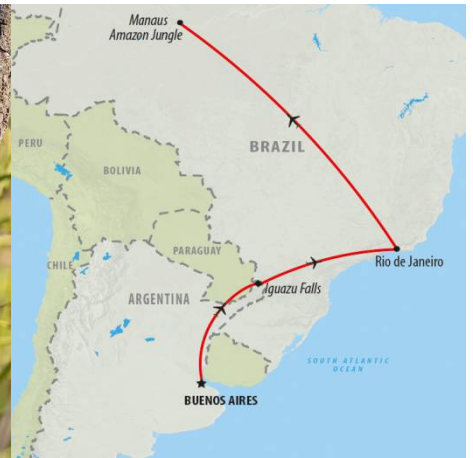 Manaus
Amazon Jungle
PERU
BRAZIL
BOLIVIA
PARAGUAY
CHILE
Rio de Janeiro
Iguazu Falls
ARGENTINA
SOUTH ATLANTIC
OCEAN
BUENOS AIRES